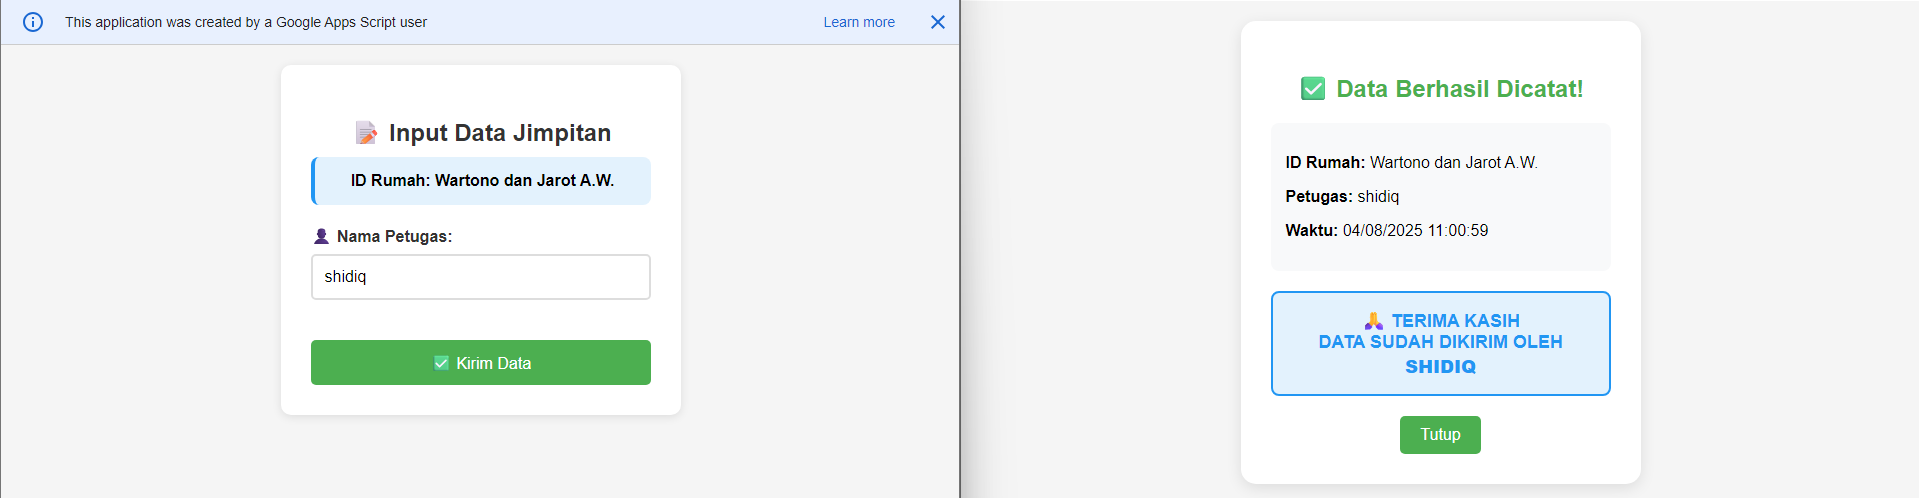 This application was created by a Google Apps Script user
Learn more
Input Data Jimpitan
ID Rumah: Wartono dan Jarot A.W.
Nama Petugas:
shidiq
✅ Kirim Data
✅ Data Berhasil Dicatat!
ID Rumah: Wartono dan Jarot A.W.
Petugas: shidiq
Waktu: 04/08/2025 11:00:59
🙏 TERIMA KASIH
DATA SUDAH DIKIRIM OLEH
SHIDIQ
Tutup